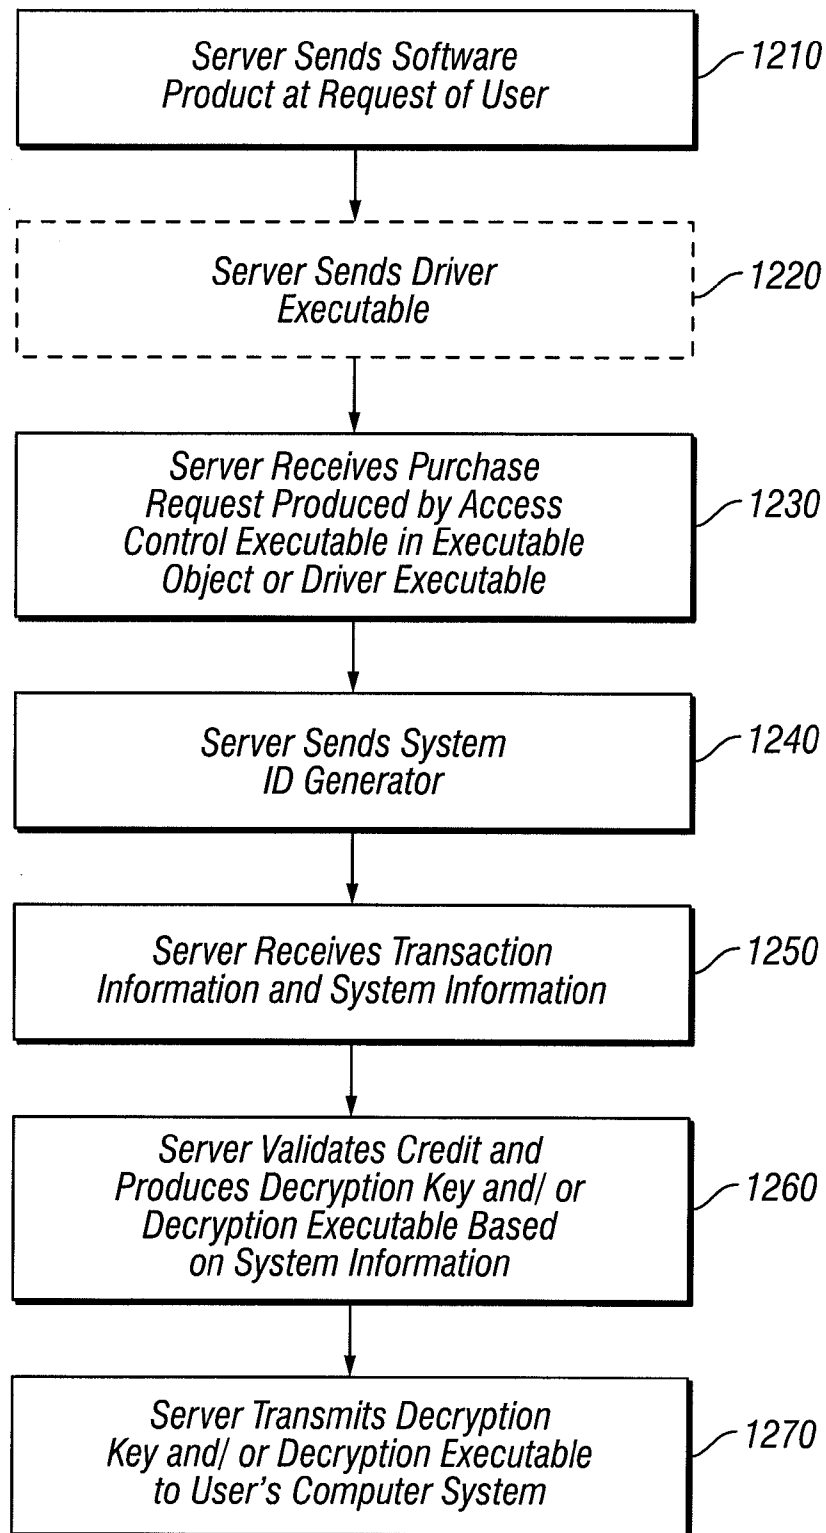 Server Sends Software
Product at Request of User
1210
Server Sends Driver
Executable
1220
Server Receives Purchase
Request Produced by Access
Control Executable in Executable
Object or Driver Executable
1230
Server Sends System
ID Generator
1240
Server Receives Transaction
Information and System Information
1250
Server Validates Credit and
Produces Decryption Key and/ or
Decryption Executable Based
on System Information
1260
Server Transmits Decryption
Key and/ or Decryption Executable
to User's Computer System
1270